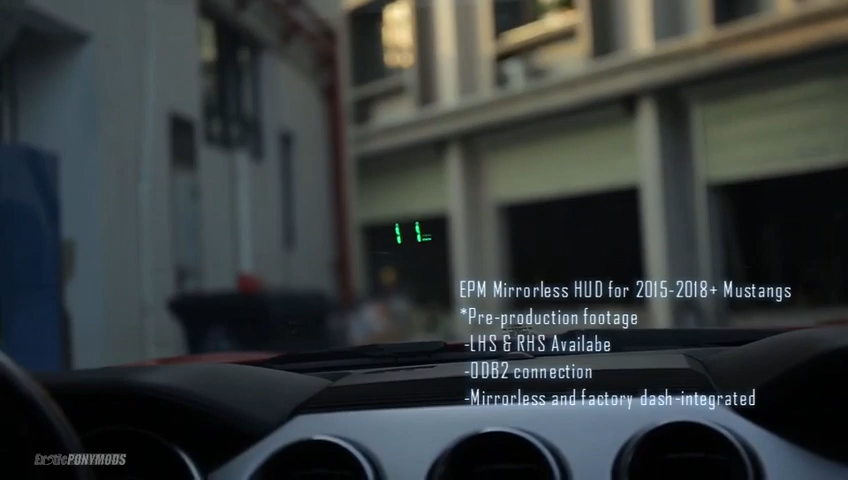 EPM Mirrorless HUD for 2015-2018+ Mustangs
*Pre-production footage
-LHS & RHS Availabe
-ODB2 connection
-Mirrorless and factory dash-integrated
ExoticPONYMODS